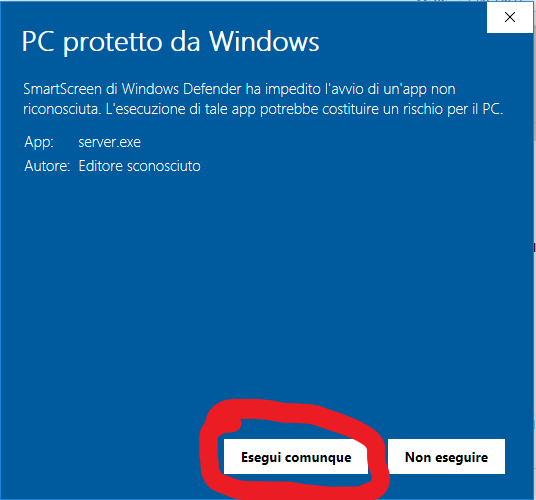 PC protetto da Windows
SmartScreen di Windows Defender ha impedito l'avvio di un'app non
riconosciuta. L'esecuzione di tale app potrebbe costituire un rischio per il PC.
App: server.exe
Autore: Editore sconosciuto
Esegui comunque Non eseguire